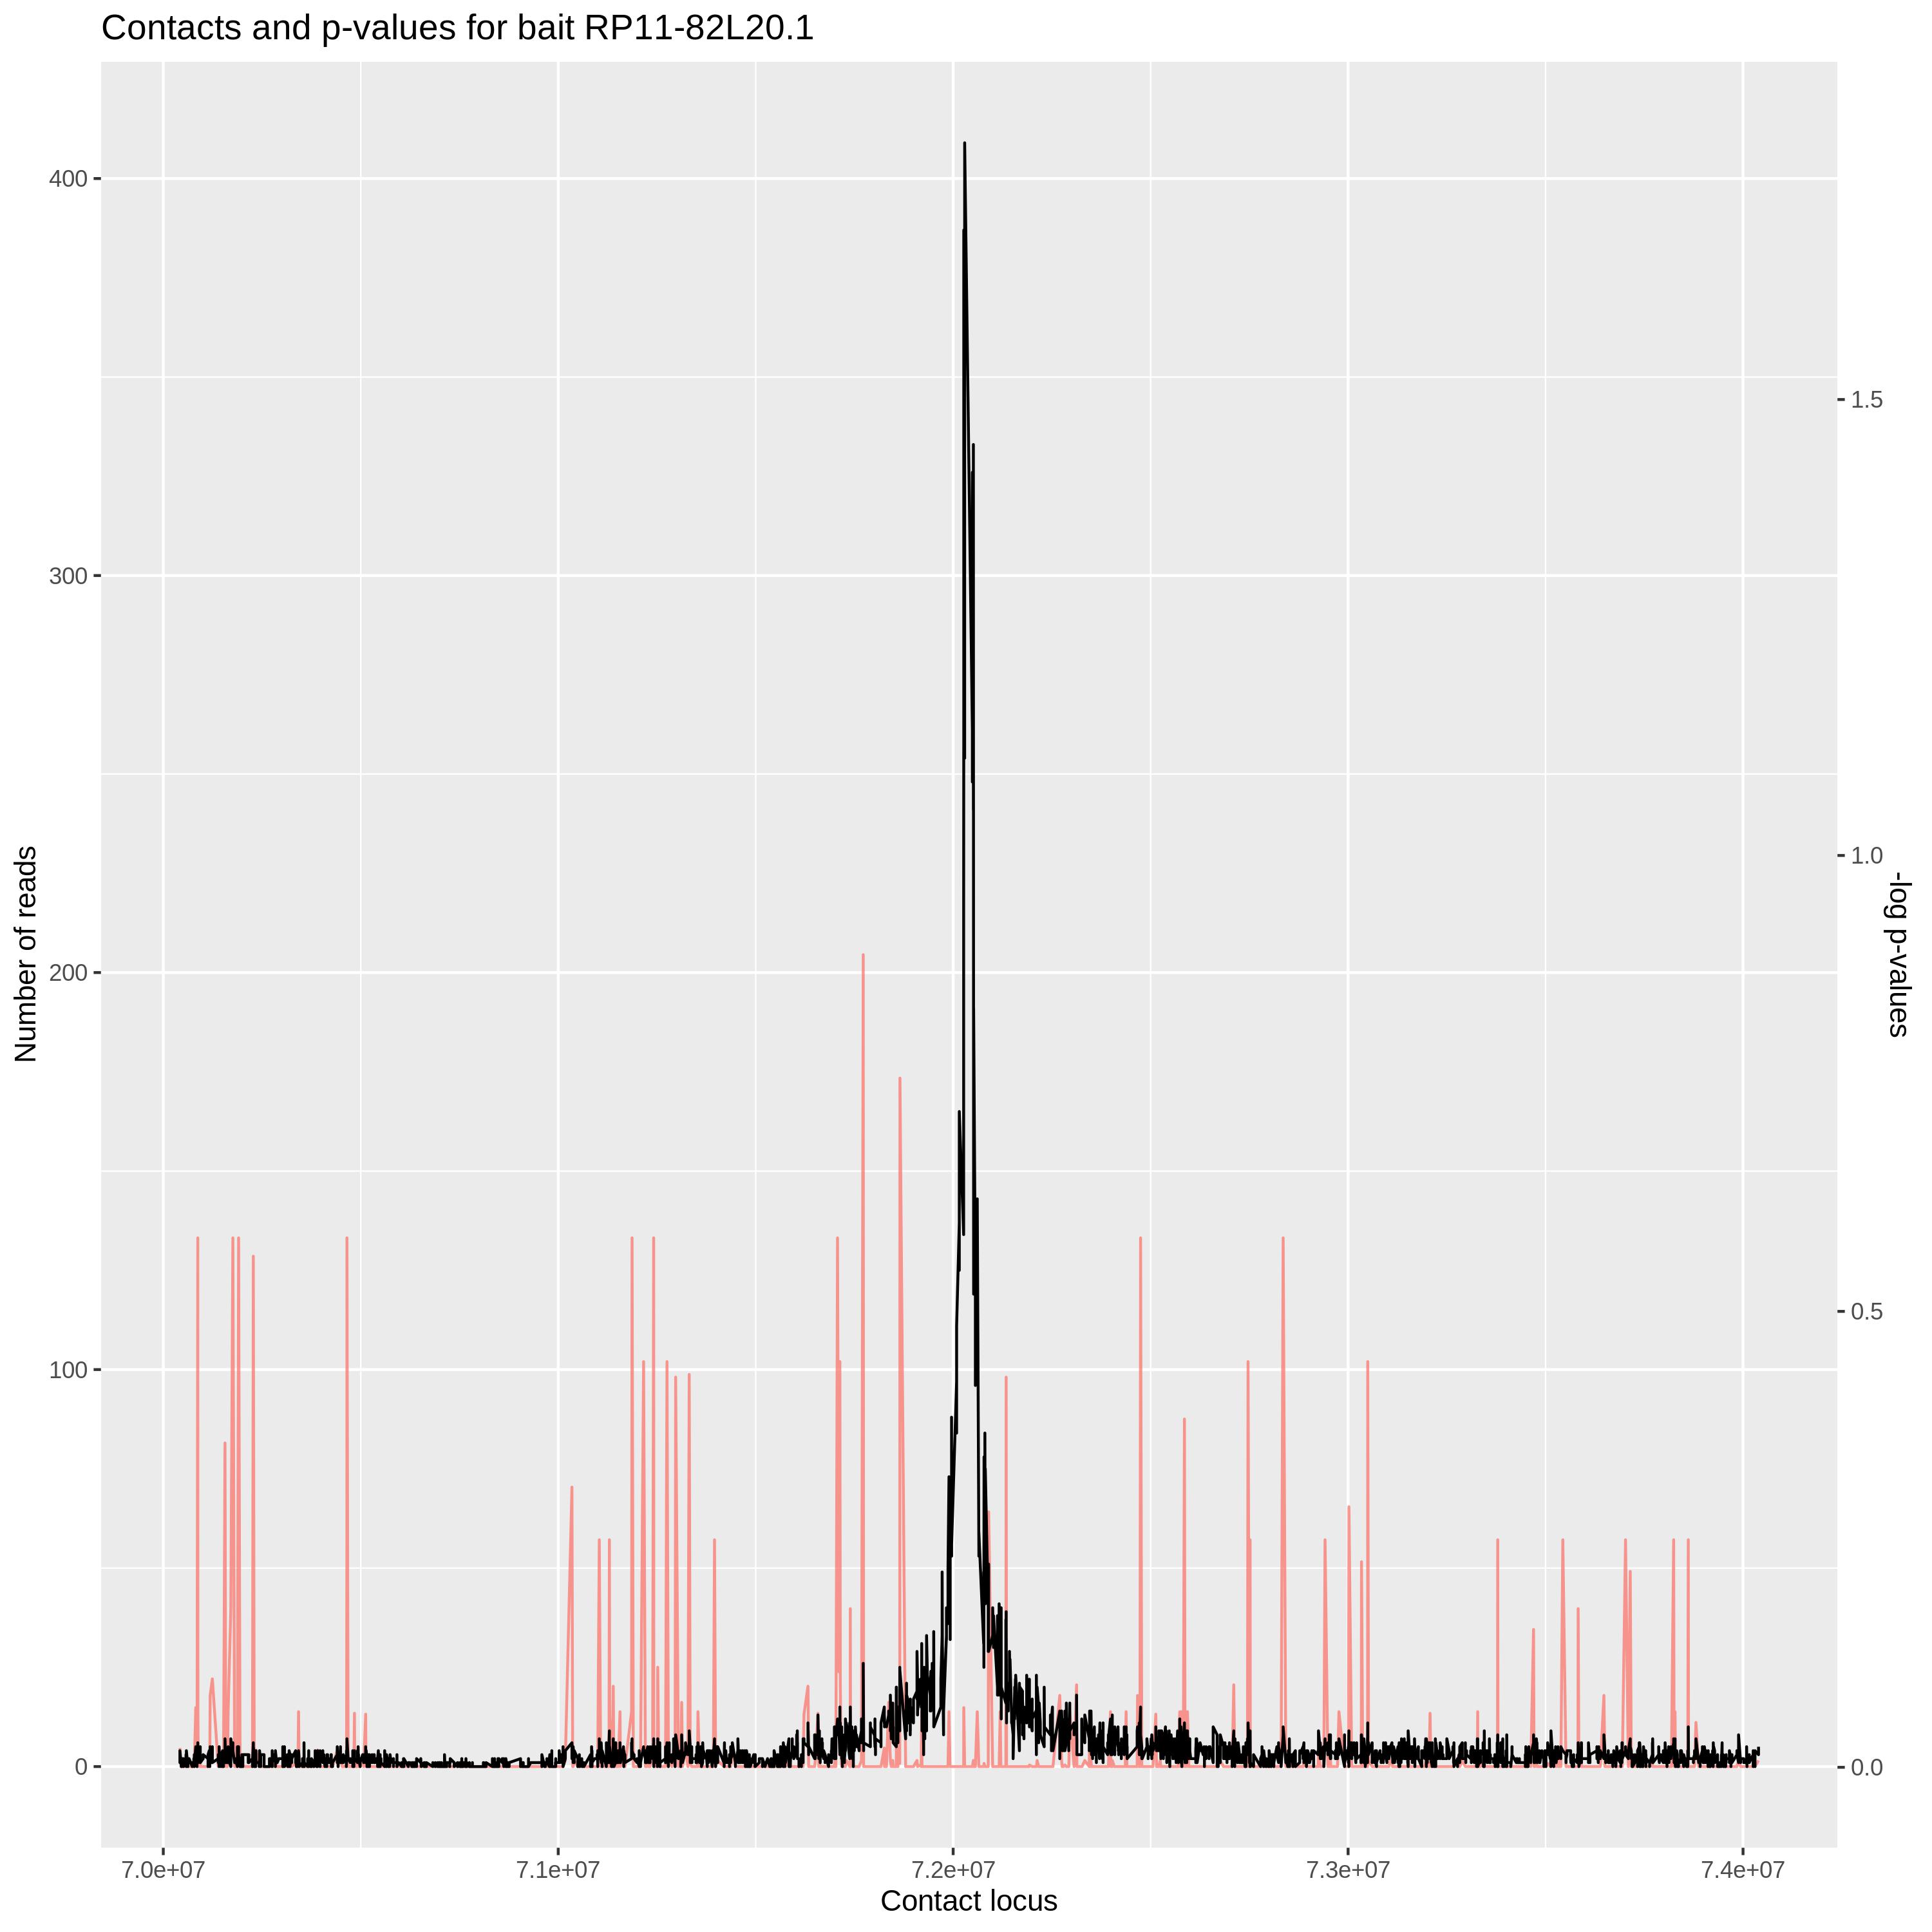 Contacts and p-values for bait RP11-82L20.1
400
300
200
100
0
Number of reads
1.5
1.0
0.5
0.0
-log p-values
7.0e+07
7.1e+07
7.2e+07
7.3e+07
7.4e+07
Contact locus